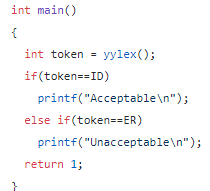 int main()
{
  int token = yylex();
  if(token==ID)
    printf("Acceptable\n");
  else if(token==ER)
    printf("Unacceptable\n");
  return 1;
}